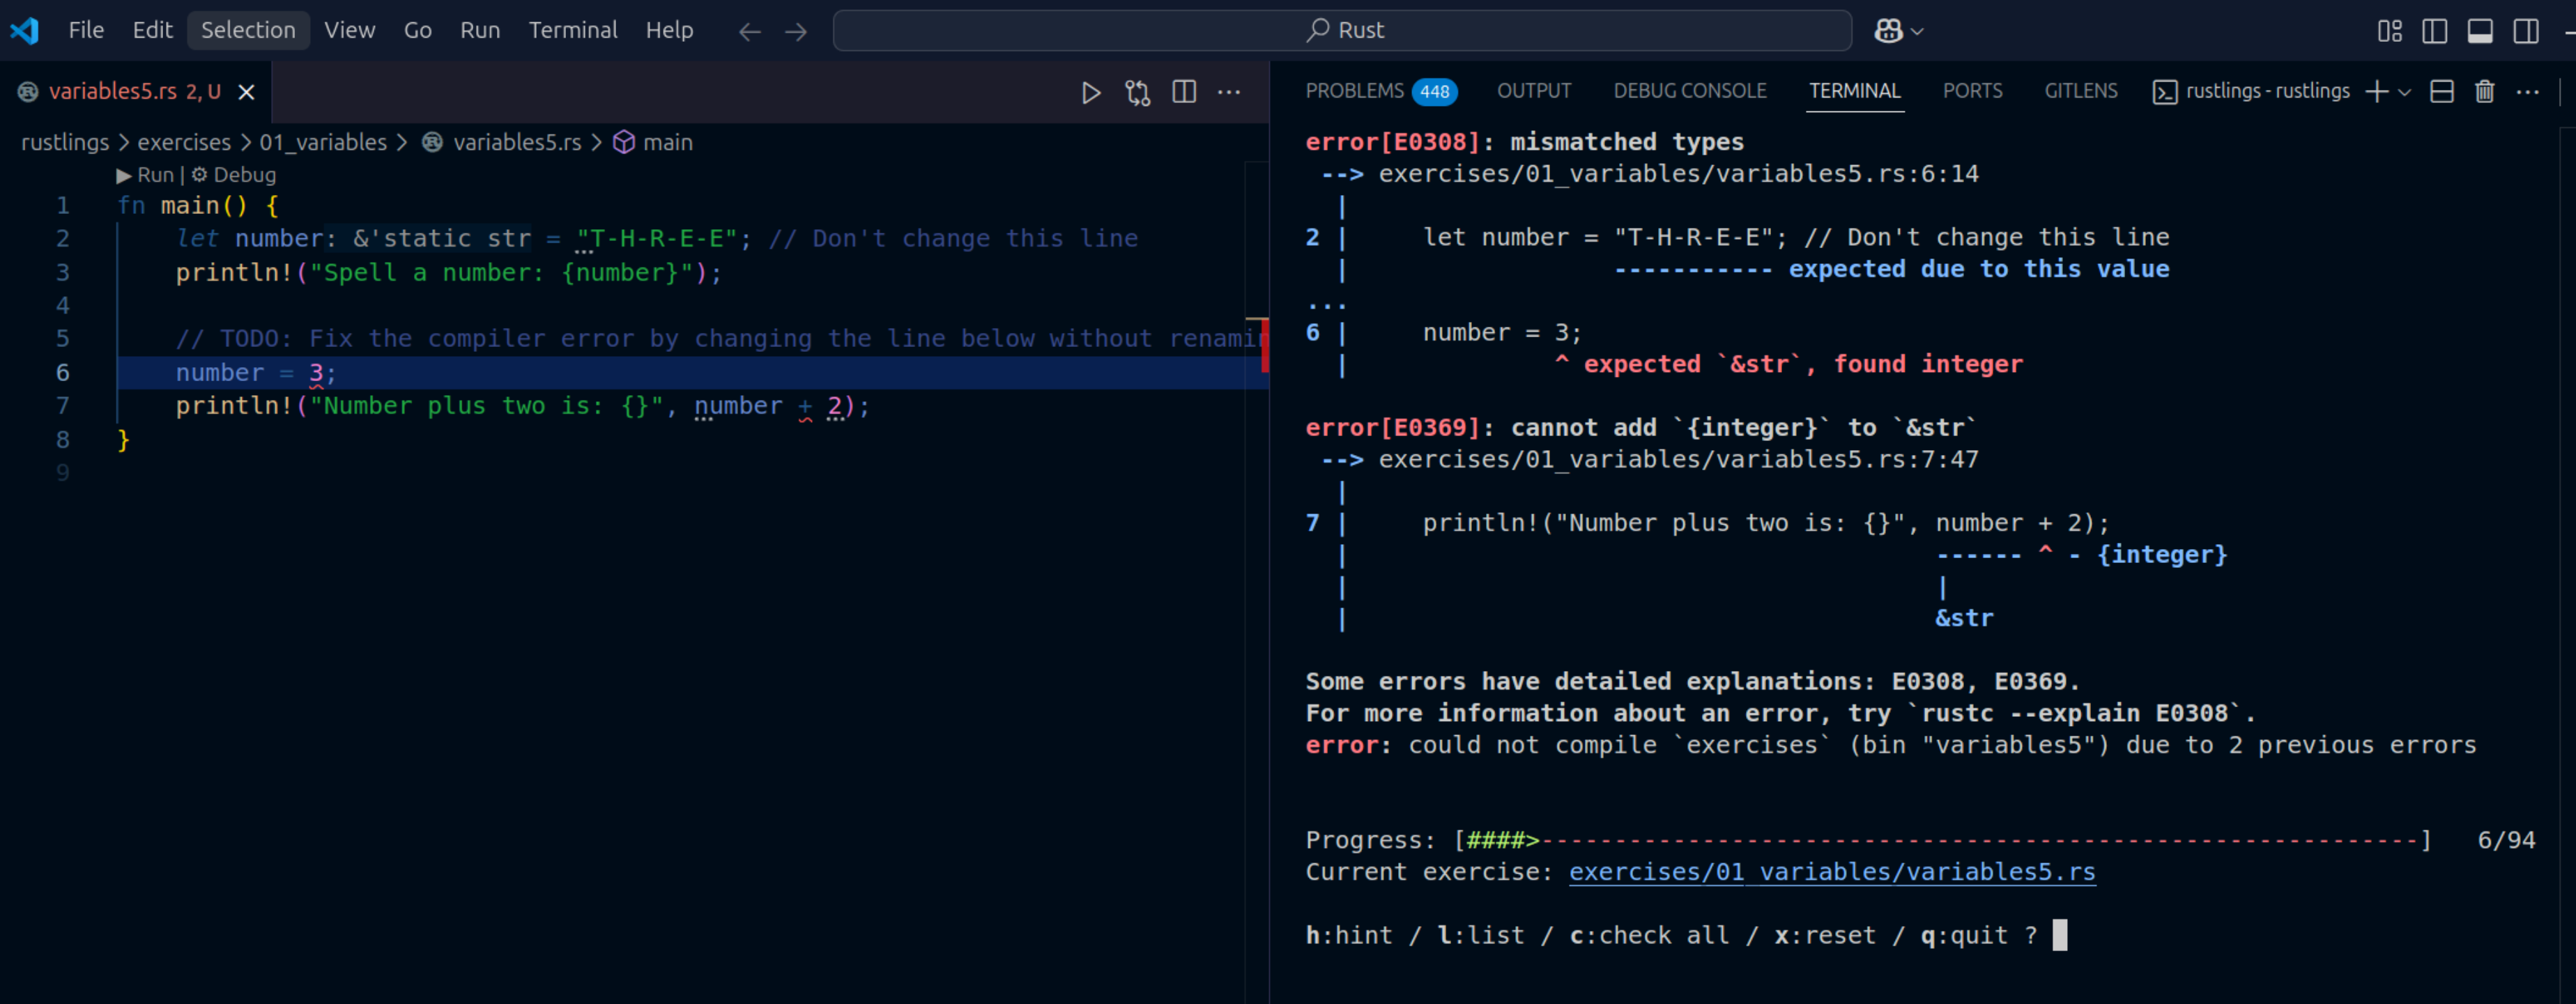 File Edit Selection View Go Run Terminal Help Rust
variables5.rs 2, U
rustlings > exercises > 01_variables > variables5.rs > main
Run | Debug
1 fn main() {
2     let number: &'static str = "T-H-R-E-E"; // Don't change this line
3     println!("Spell a number: {number}");
4
5     // TODO: Fix the compiler error by changing the line below without
6     number = 3;
7     println!("Number plus two is: {}", number + 2);
8 }
9
PROBLEMS 448 OUTPUT DEBUG CONSOLE TERMINAL PORTS GITLENS rustlings - rustlings
error[E0308]: mismatched types
 --> exercises/01_variables/variables5.rs:6:14
  |
2 |     let number = "T-H-R-E-E"; // Don't change this line
  |                  ----------- expected due to this value
...
6 |     number = 3;
  |              ^ expected `&str`, found integer
error[E0369]: cannot add `{integer}` to `&str`
 --> exercises/01_variables/variables5.rs:7:47
  |
7 |     println!("Number plus two is: {}", number + 2);
  |                                        ------ ^ - {integer}
  |                                        |
  |                                        &str
Some errors have detailed explanations: E0308, E0369.
For more information about an error, try `rustc --explain E0308`.
error: could not compile `exercises` (bin "variables5") due to 2 previous errors
Progress: [####>------------------------------------------------------------]   6/94
Current exercise: exercises/01_variables/variables5.rs
h:hint / l:list / c:check all / x:reset / q:quit ?